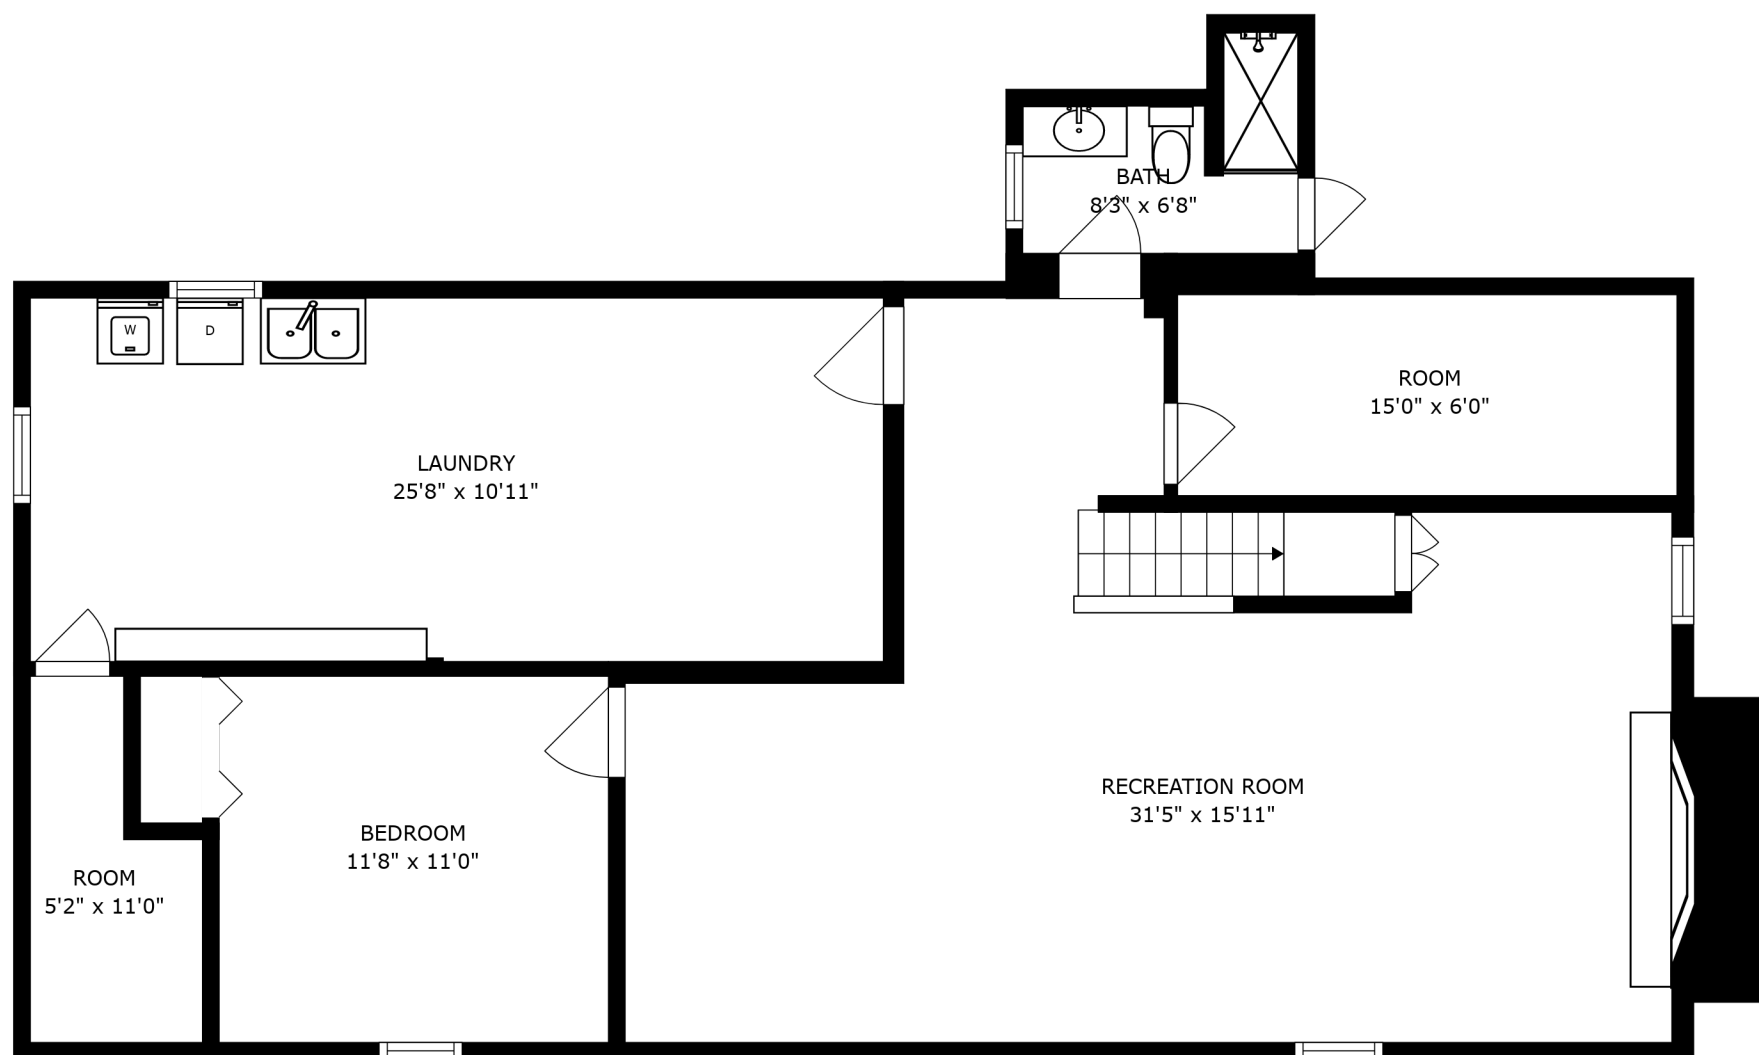 BATH
8'3" x 6'8"
W
D
ROOM
15'0" x 6'0"
LAUNDRY
25'8" x 10'11"
RECREATION ROOM
31'5" x 15'11"
BEDROOM
11'8" x 11'0"
ROOM
5'2" x 11'0"